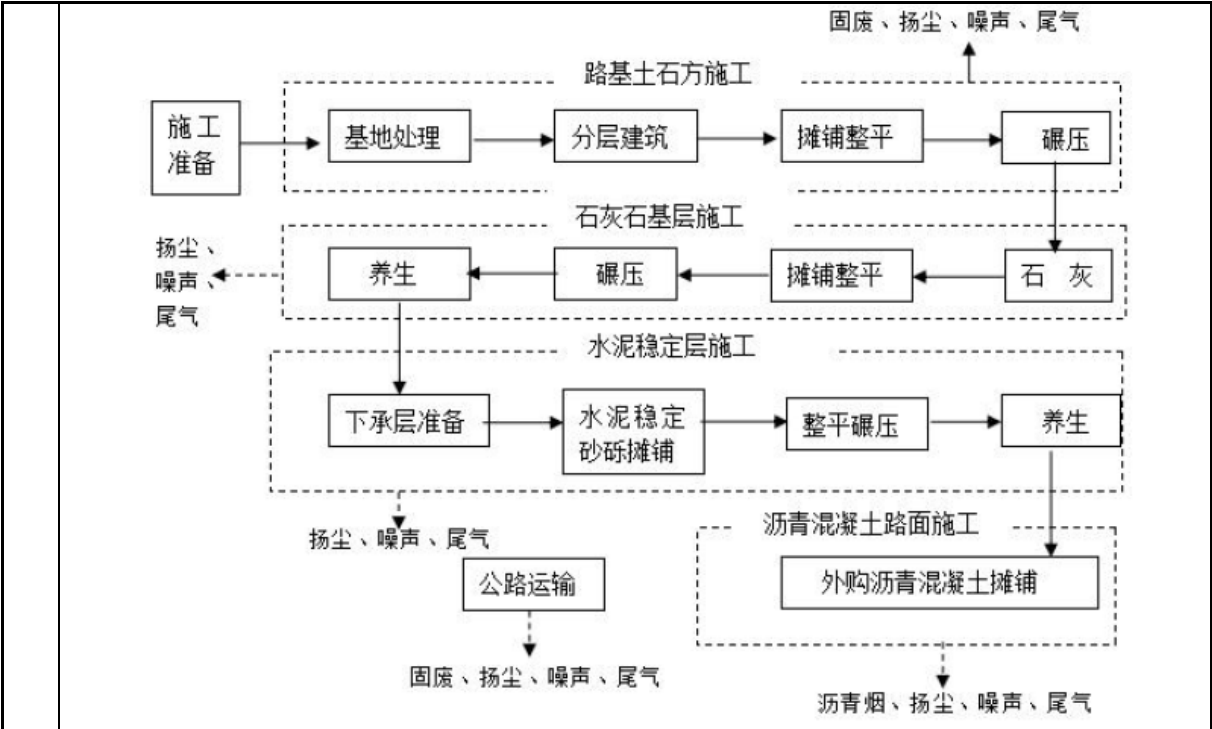 固废、扬尘、噪声、尾气
路基土石方施工
施工
准备
基地处理
分层建筑
摊铺整平
碾压
石灰石基层施工
扬尘、
噪声、
尾气
养生
碾压
摊铺整平
石 灰
水泥稳定层施工
下承层准备
水泥稳定
砂砾摊铺
整平碾压
养生
扬尘、噪声、尾气
沥青混凝土路面施工
公路运输
外购沥青混凝土摊铺
固废、扬尘、噪声、尾气
沥青烟、扬尘、噪声、尾气